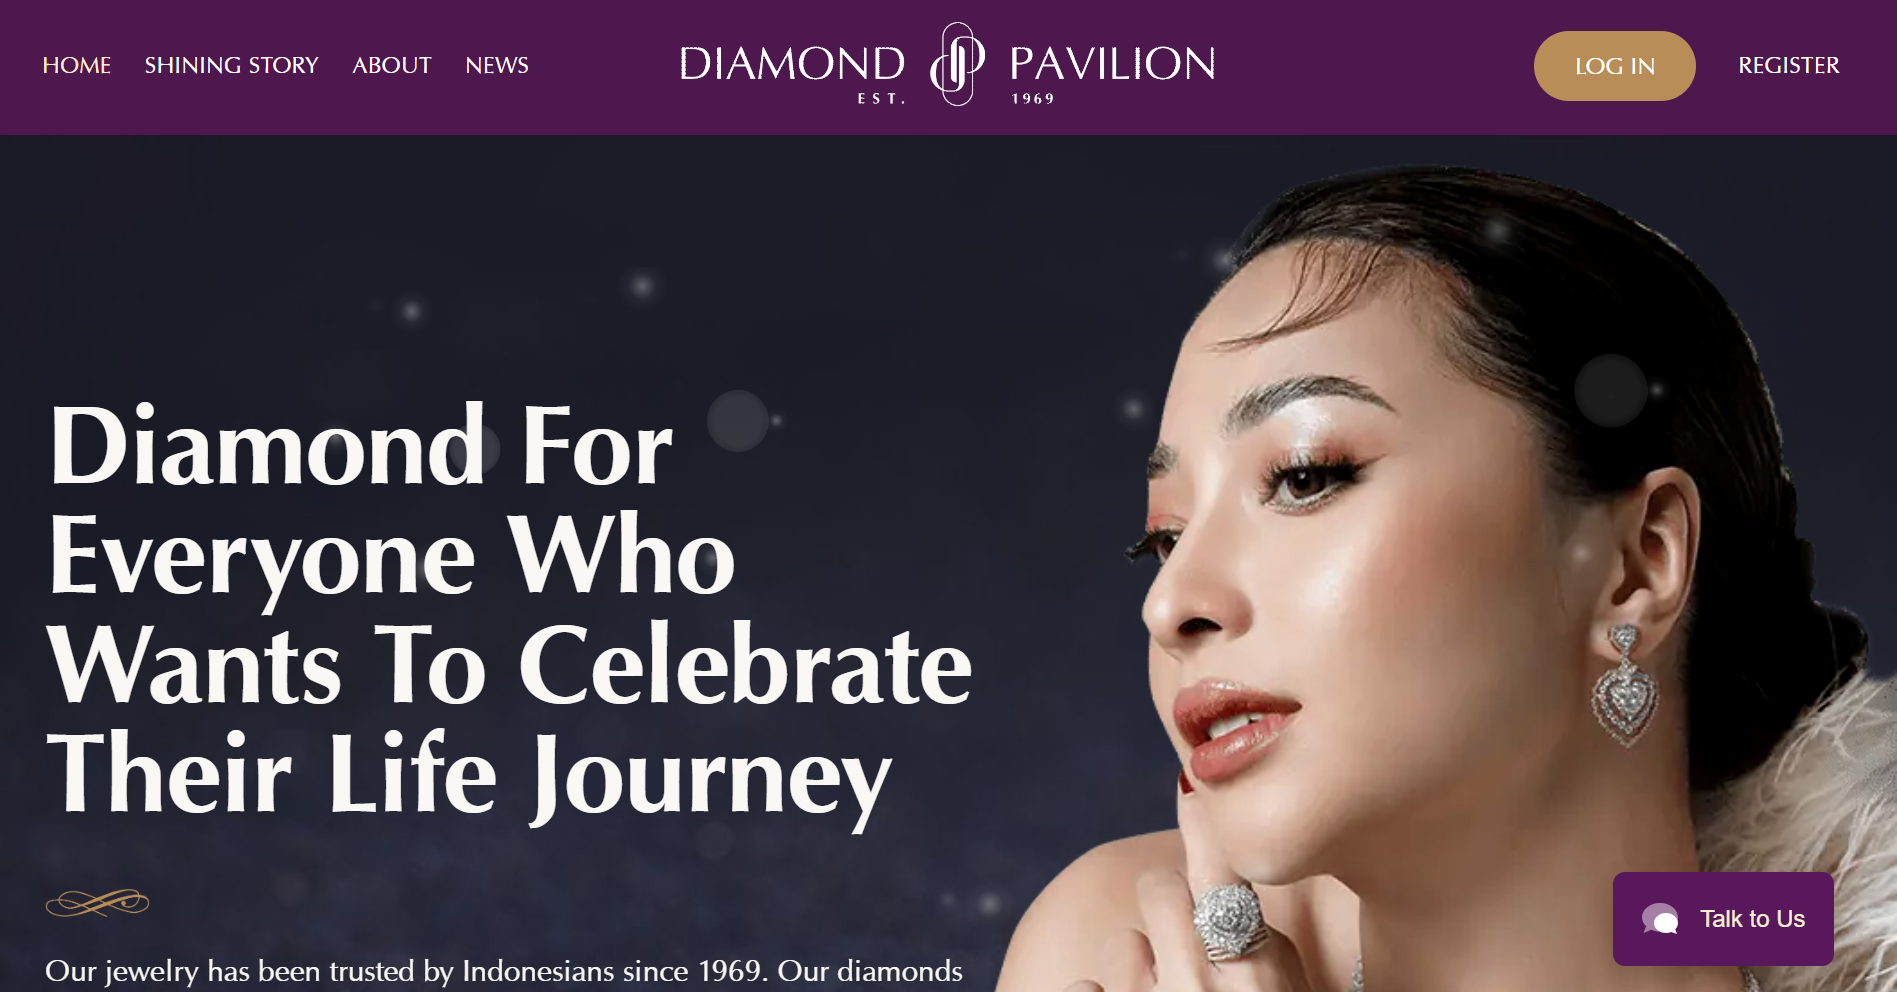 HOME SHINING STORY ABOUT NEWS
DIAMOND PAVILION
EST. 1969
LOG IN REGISTER
Diamond For
Everyone Who
Wants To Celebrate
Their Life Journey
Our jewelry has been trusted by Indonesians since 1969. Our diamonds
Talk to Us